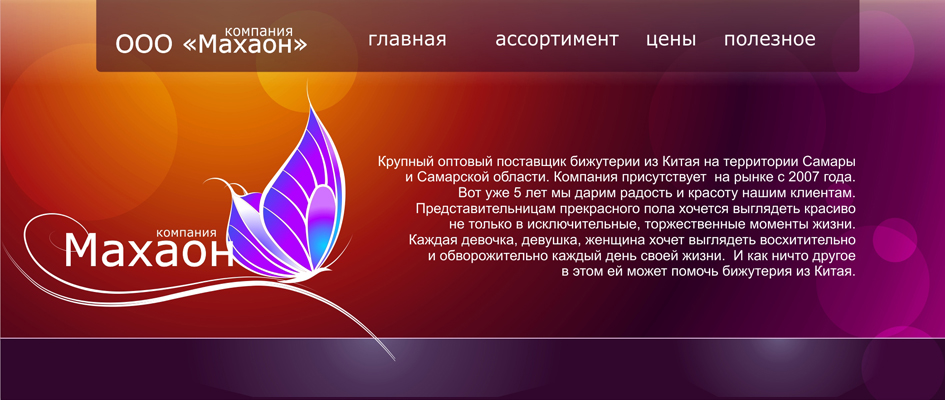 компания
ООО «Махаон»
главная ассортимент цены полезное
Крупный оптовый поставщик бижутерии из Китая на территории Самары
и Самарской области. Компания присутствует на рынке с 2007 года.
Вот уже 5 лет мы дарим радость и красоту нашим клиентам.
Представительницам прекрасного пола хочется выглядеть красиво
не только в исключительные, торжественные моменты жизни.
Каждая девочка, девушка, женщина хочет выглядеть восхитительно
и обворожительно каждый день своей жизни. И как ничто другое
в этом ей может помочь бижутерия из Китая.
компания
Махаон